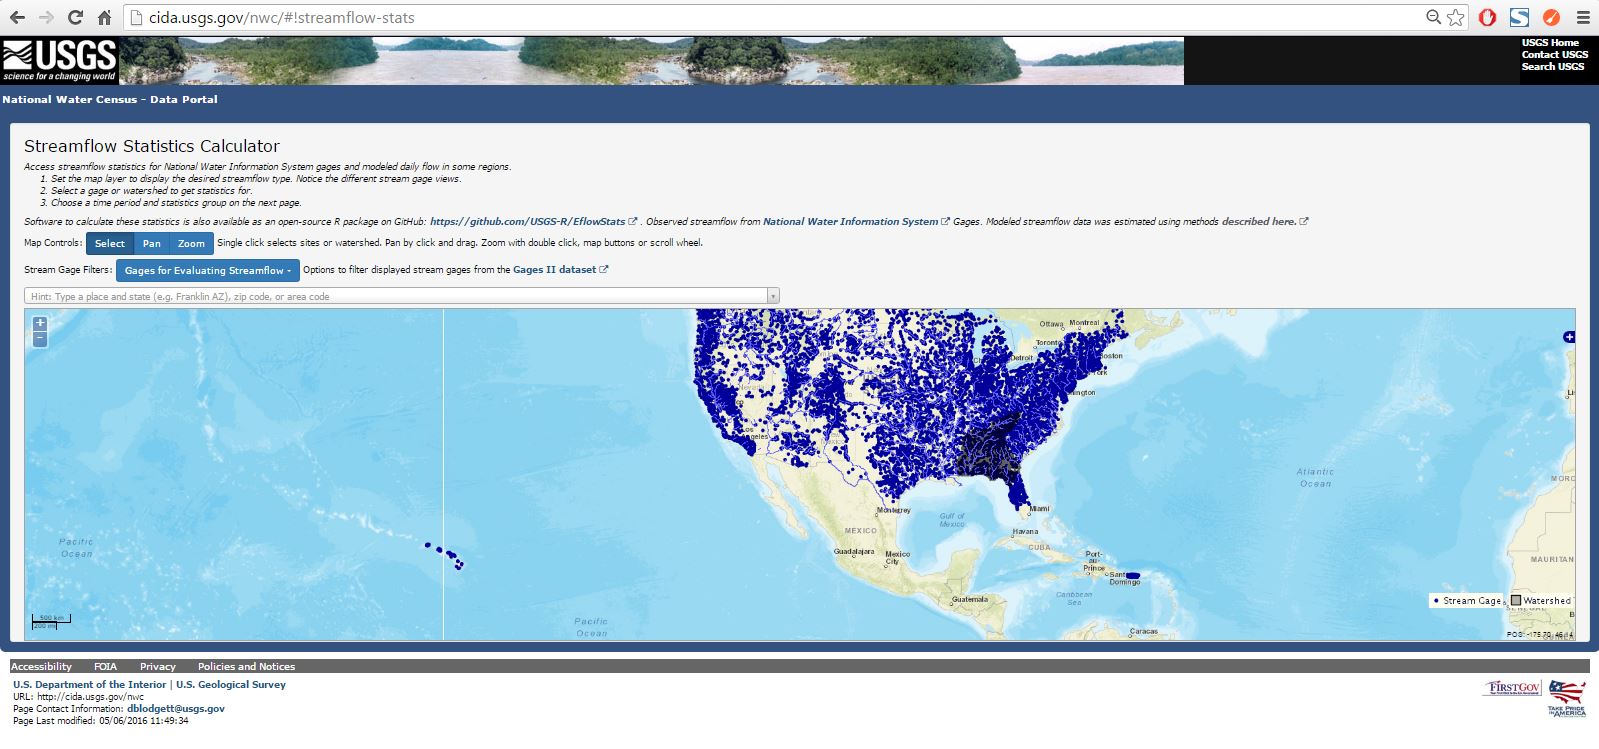 cida.usgs.gov/nwc/#!streamflow-stats
USGS
science for a changing world
USGS Home
Contact USGS
Search USGS
National Water Census - Data Portal
Streamflow Statistics Calculator
Access streamflow statistics for National Water Information System gages and modeled daily flow in some regions.
1. Set the map layer to display the desired streamflow type. Notice the different stream gage views.
2. Select a gage or watershed to get statistics for.
3. Choose a time period and statistics group on the next page.
Software to calculate these statistics is also available as an open-source R package on GitHub: https://github.com/USGS-R/EflowStats . Observed streamflow from National Water Information System Gages. Modeled streamflow data was estimated using methods described here.
Map Controls: Select Pan Zoom Single click selects sites or watershed. Pan by click and drag. Zoom with double click, map buttons or scroll wheel.
Stream Gage Filters: Gages for Evaluating Streamflow - Options to filter displayed stream gages from the Gages II dataset
Hint: Type a place and state (e.g. Franklin AZ), zip code, or area code
+
−
Ottawa
Montreal
Toronto
Detroit
Boston
Los Angeles
Atlantic
Ocean
Monterrey
Gulf of
Mexico
Miami
MÉXICO
Havana
CUBA
Guadalajara
Mexico
City
Port-
au-
Prince
Santo
Domingo
Pacific
Ocean
Caribbean
Sea
Guatemala
Caracas
Pacific
Ocean
MAURITAN
500 km
200 mi
Stream Gage
Watershed
POS: -175.70, 46.14
Accessibility FOIA Privacy Policies and Notices
U.S. Department of the Interior | U.S. Geological Survey
URL: http://cida.usgs.gov/nwc
Page Contact Information: dblodgett@usgs.gov
Page Last modified: 05/06/2016 11:49:34
FIRSTGOV
TAKE PRIDE
IN AMERICA